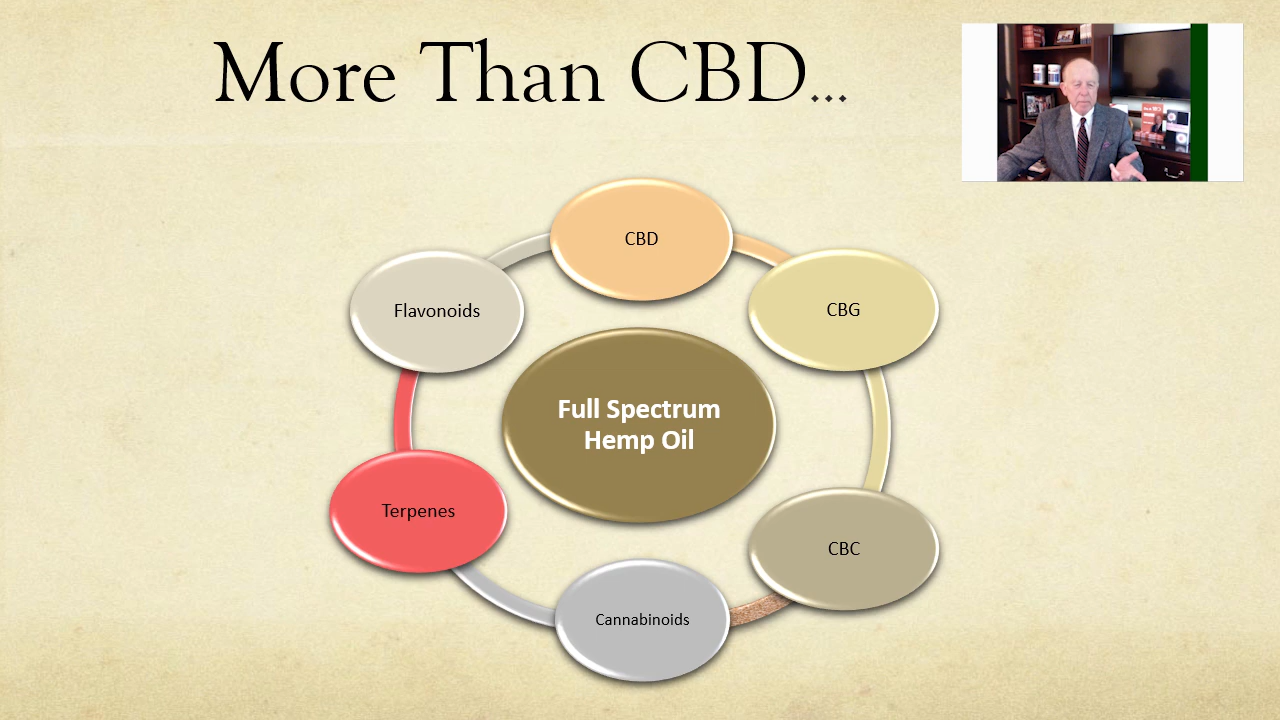 More Than CBD...
CBD
Flavonoids
CBG
Full Spectrum
Hemp Oil
Terpenes
CBC
Cannabinoids